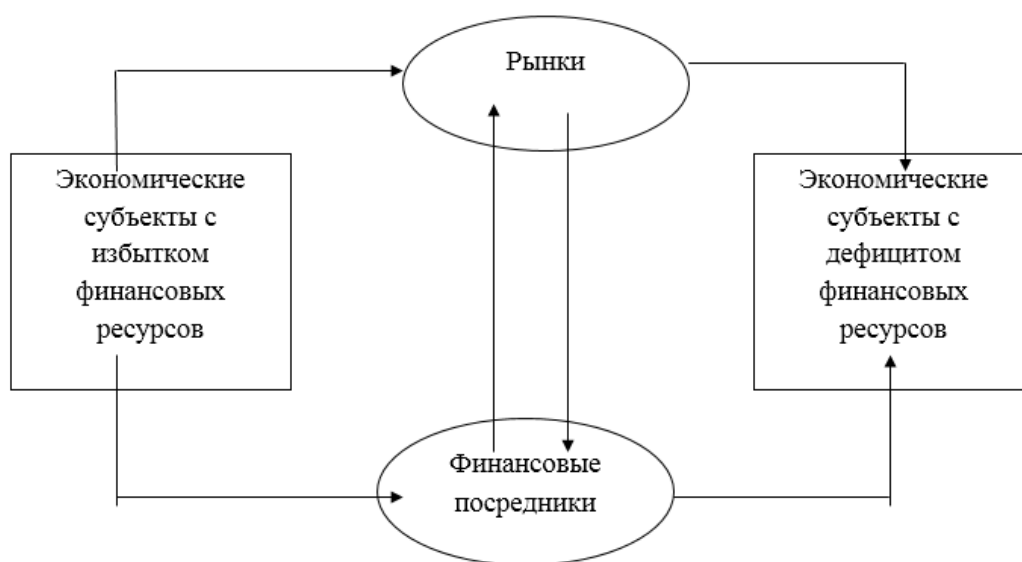 Рынки
Экономические
субъекты с
избытком
финансовых
ресурсов
Экономические
субъекты с
дефицитом
финансовых
ресурсов
Финансовые
посредники